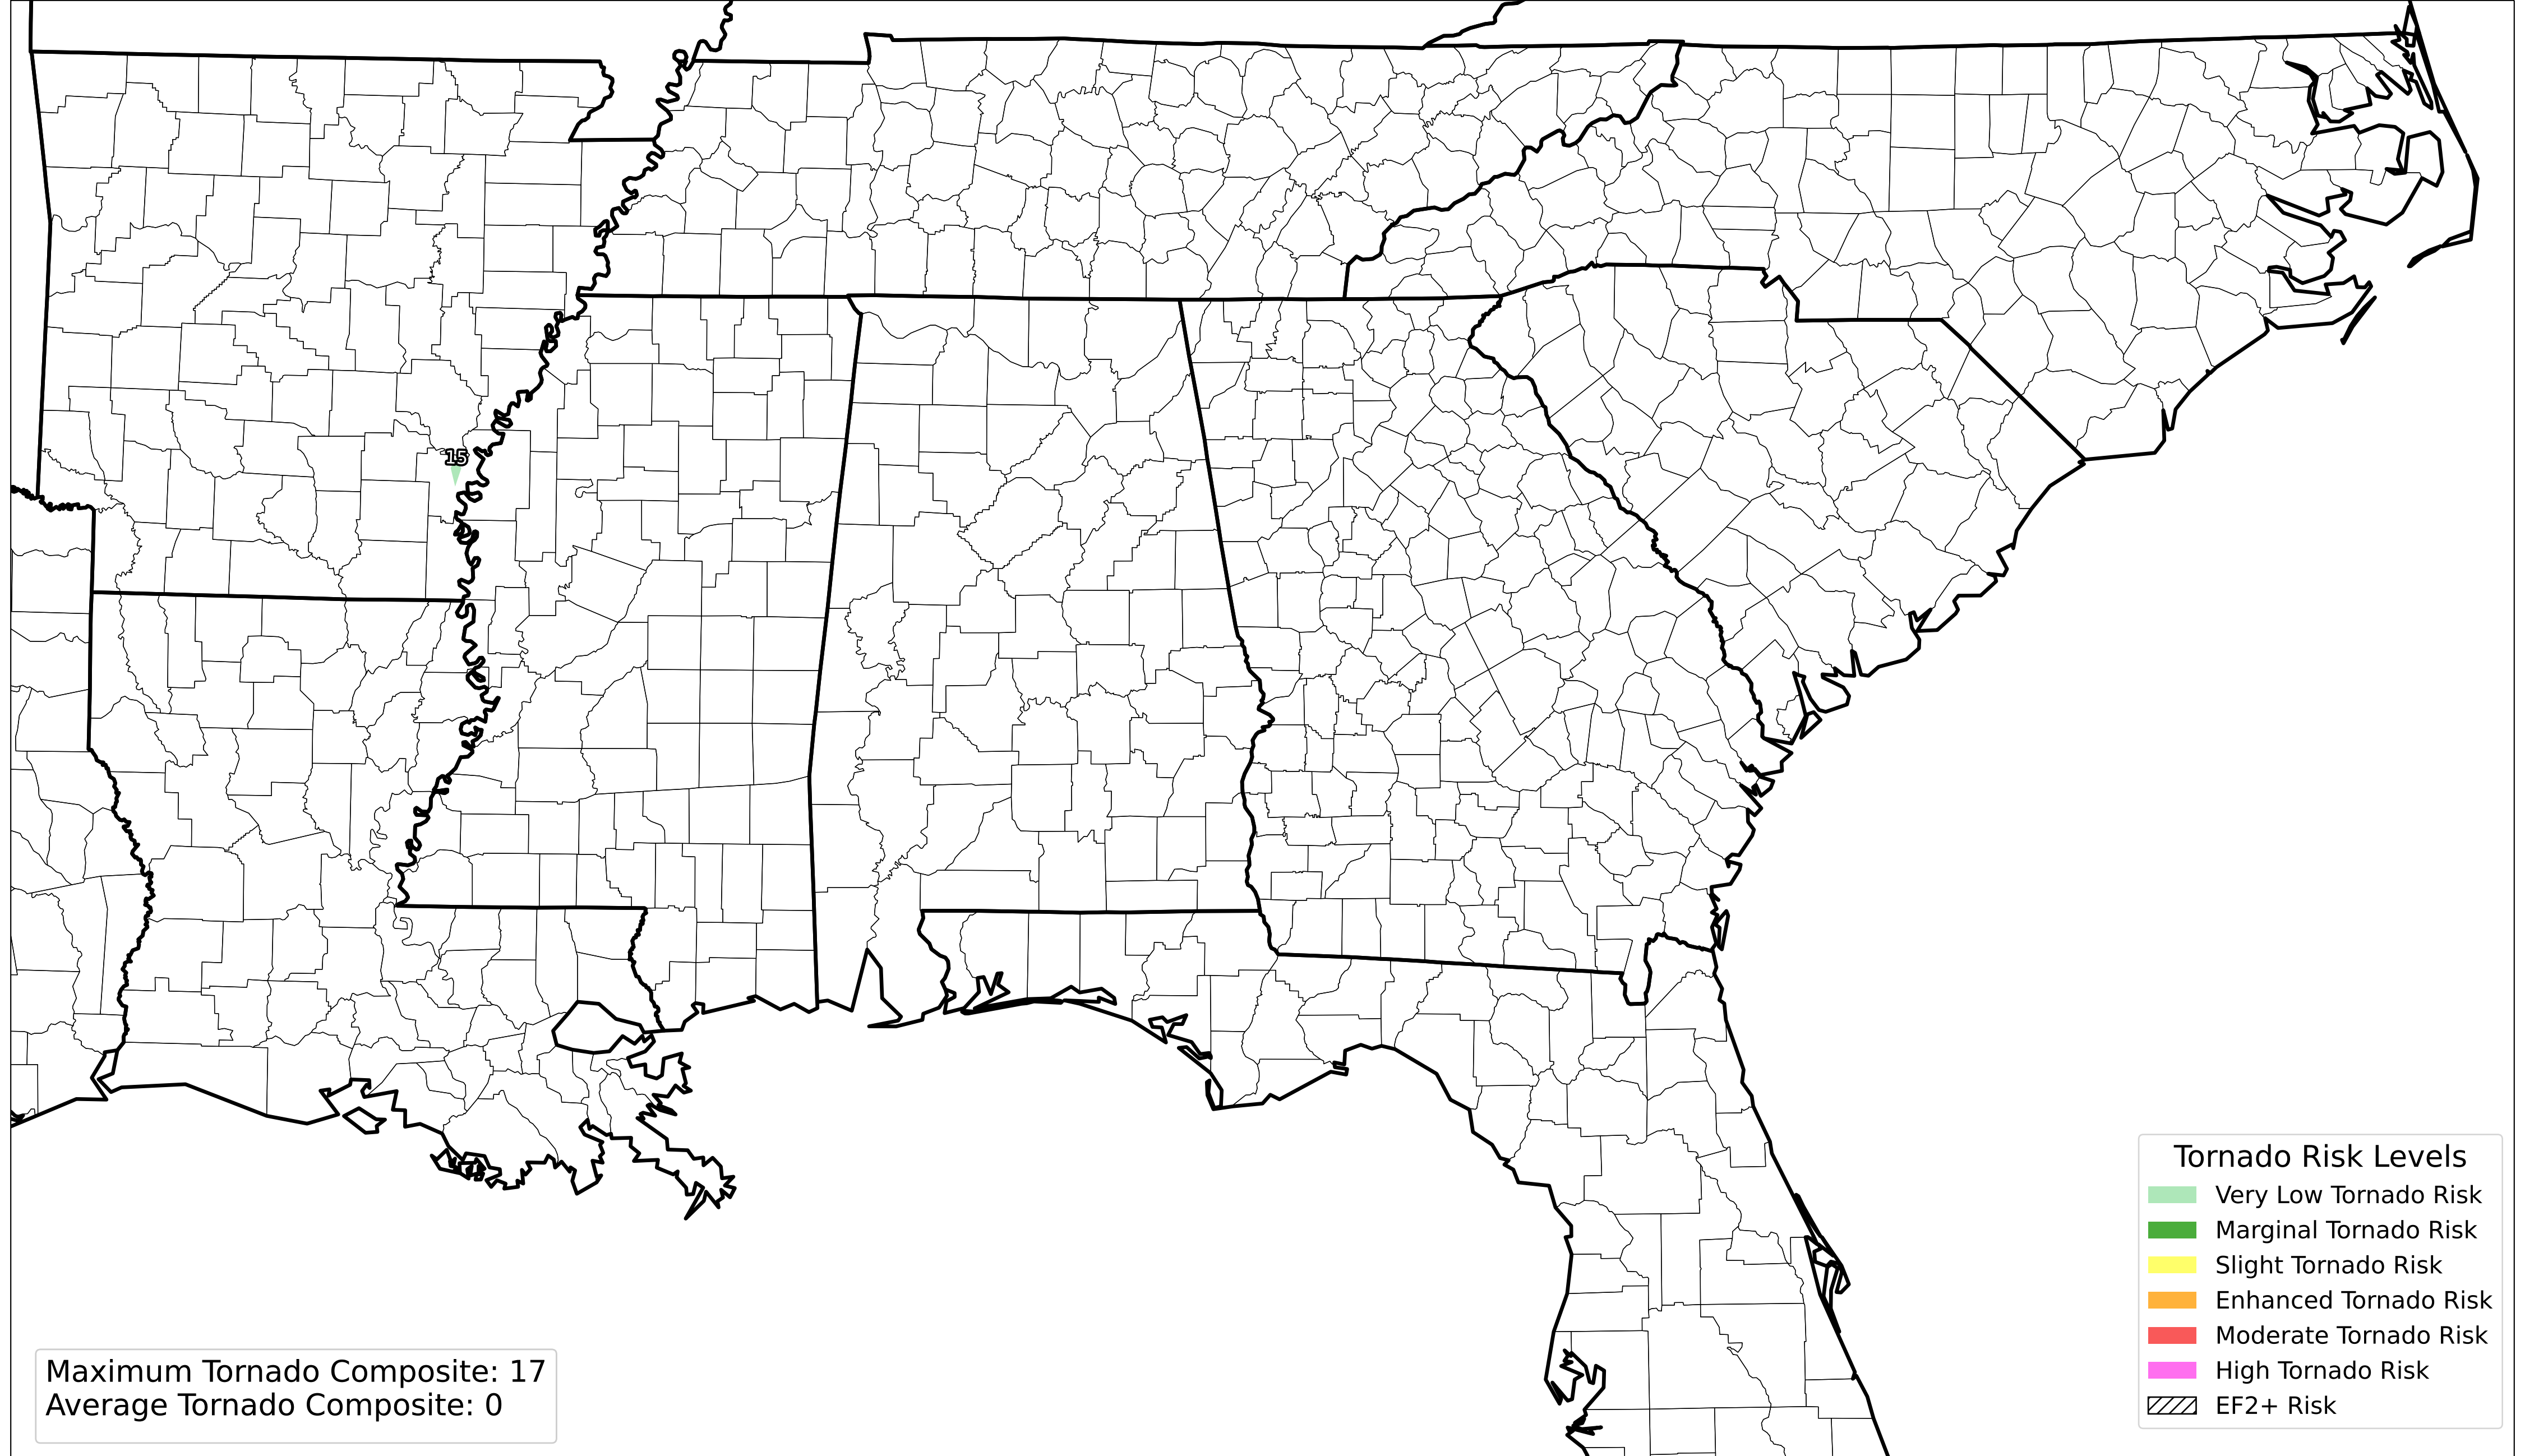 15
Tornado Risk Levels
Very Low Tornado Risk
Marginal Tornado Risk
Slight Tornado Risk
Enhanced Tornado Risk
Moderate Tornado Risk
High Tornado Risk
EF2+ Risk
Maximum Tornado Composite: 17
Average Tornado Composite: 0